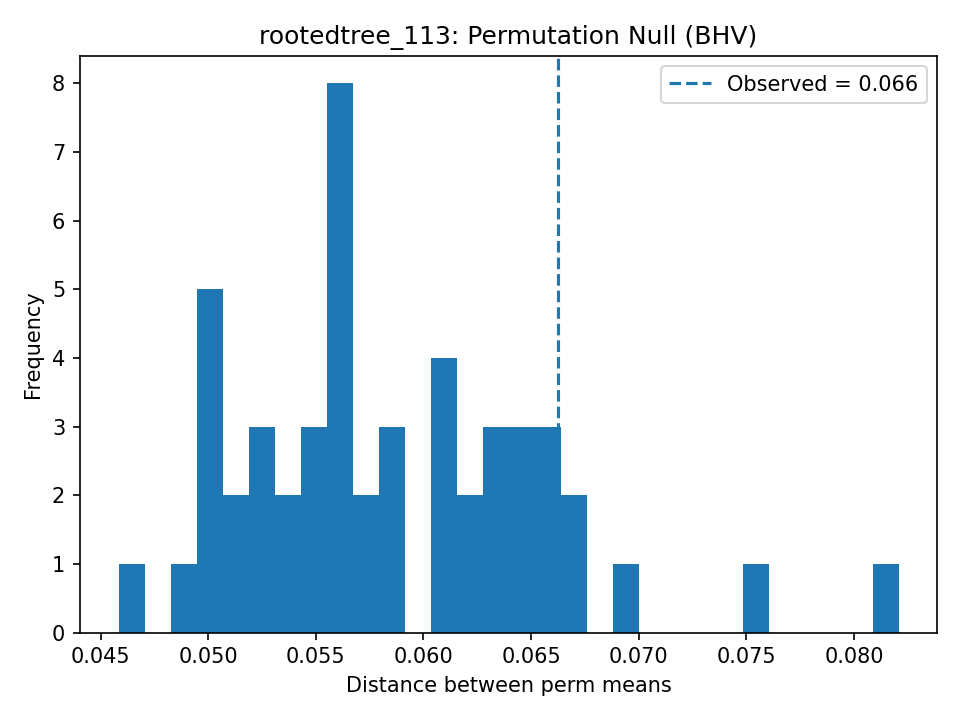 rootedtree_113: Permutation Null (BHV)
Observed = 0.066
Frequency
8
7
6
5
4
3
2
1
0
0.045 0.050 0.055 0.060 0.065 0.070 0.075 0.080
Distance between perm means